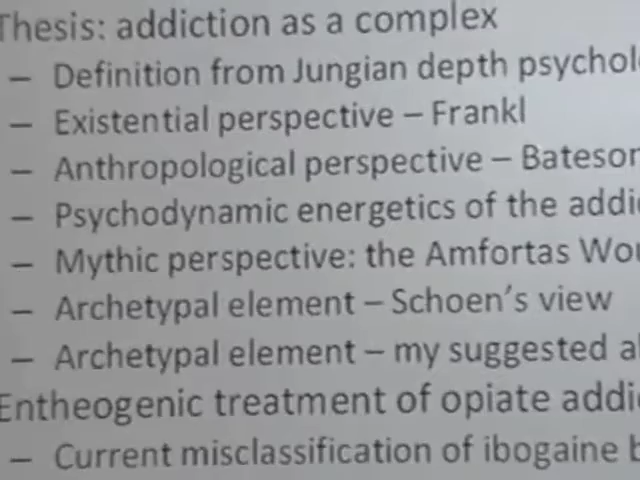 Thesis: addiction as a complex
– Definition from Jungian depth
– Existential perspective – Frankl
– Anthropological perspective – Bateson
– Psychodynamic energetics of the
– Mythic perspective: the Amfortas
– Archetypal element – Schoen's view
– Archetypal element – my suggested
Entheogenic treatment of opiate
– Current misclassification of ibogaine